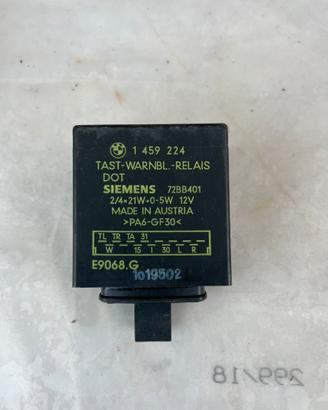 1 459 224
TAST-WARNBL.-RELAIS
DOT
SIEMENS 72BB401
2/4×21W+0-5W 12V
MADE IN AUSTRIA
>PA6-GF30<
TL TR TA 31
W 15 I 30 L R
E9068.G
1019502
299/18